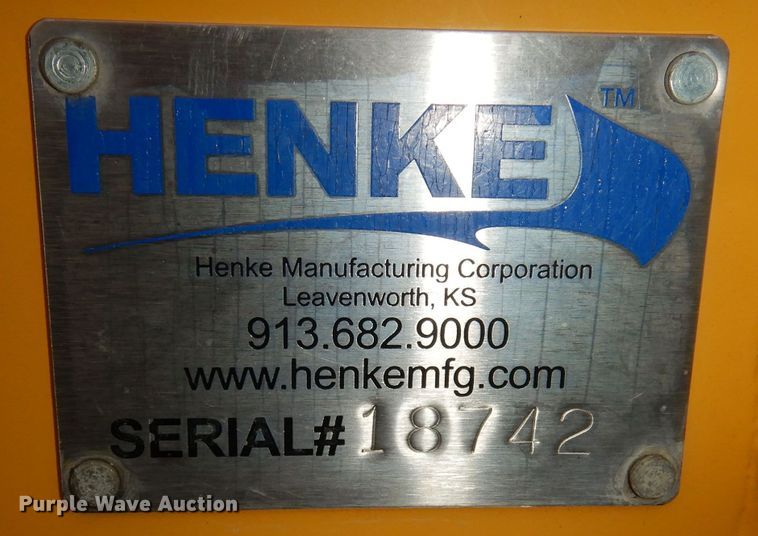 HENKE™
Henke Manufacturing Corporation
Leavenworth, KS
913.682.9000
www.henkemfg.com
SERIAL# 18742
Purple Wave Auction